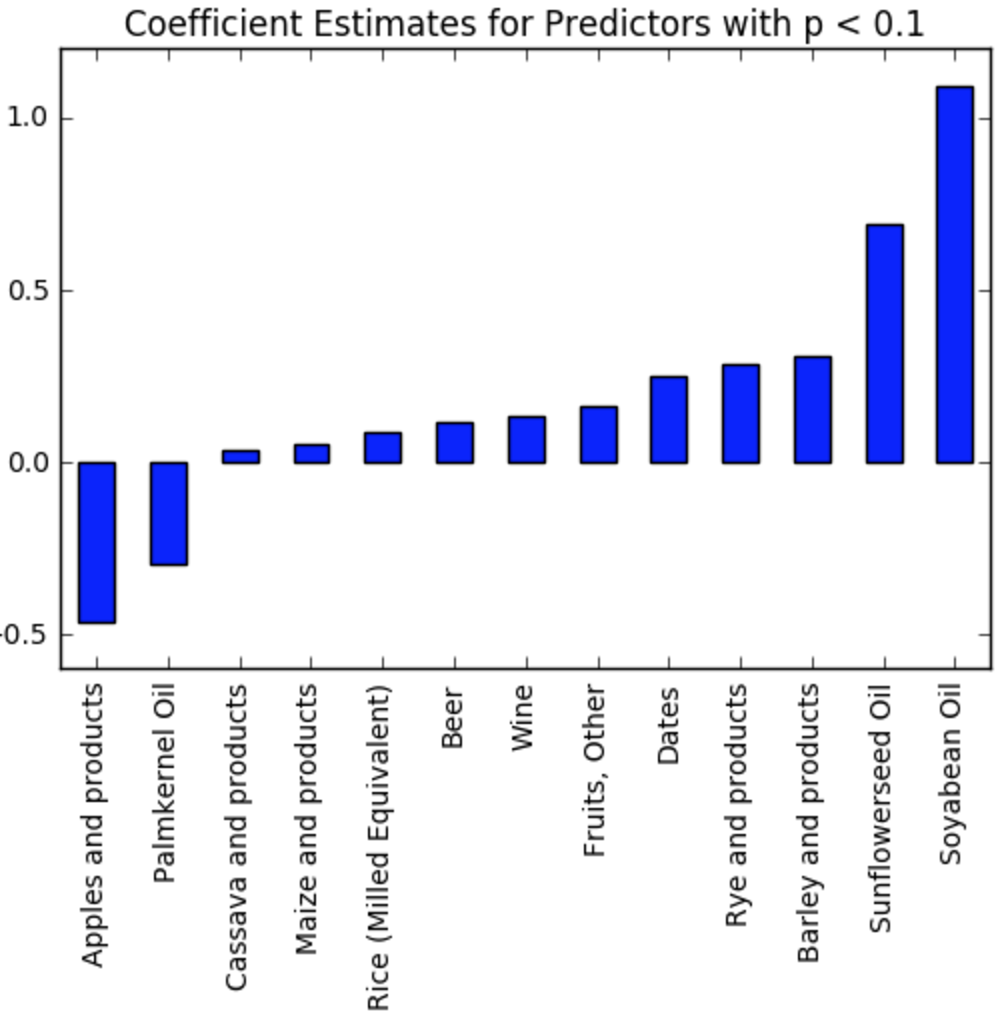 Coefficient Estimates for Predictors with p < 0.1
1.0
0.5
0.0
-0.5
Apples and products
Palmkernel Oil
Cassava and products
Maize and products
Rice (Milled Equivalent)
Beer
Wine
Fruits, Other
Dates
Rye and products
Barley and products
Sunflowerseed Oil
Soyabean Oil